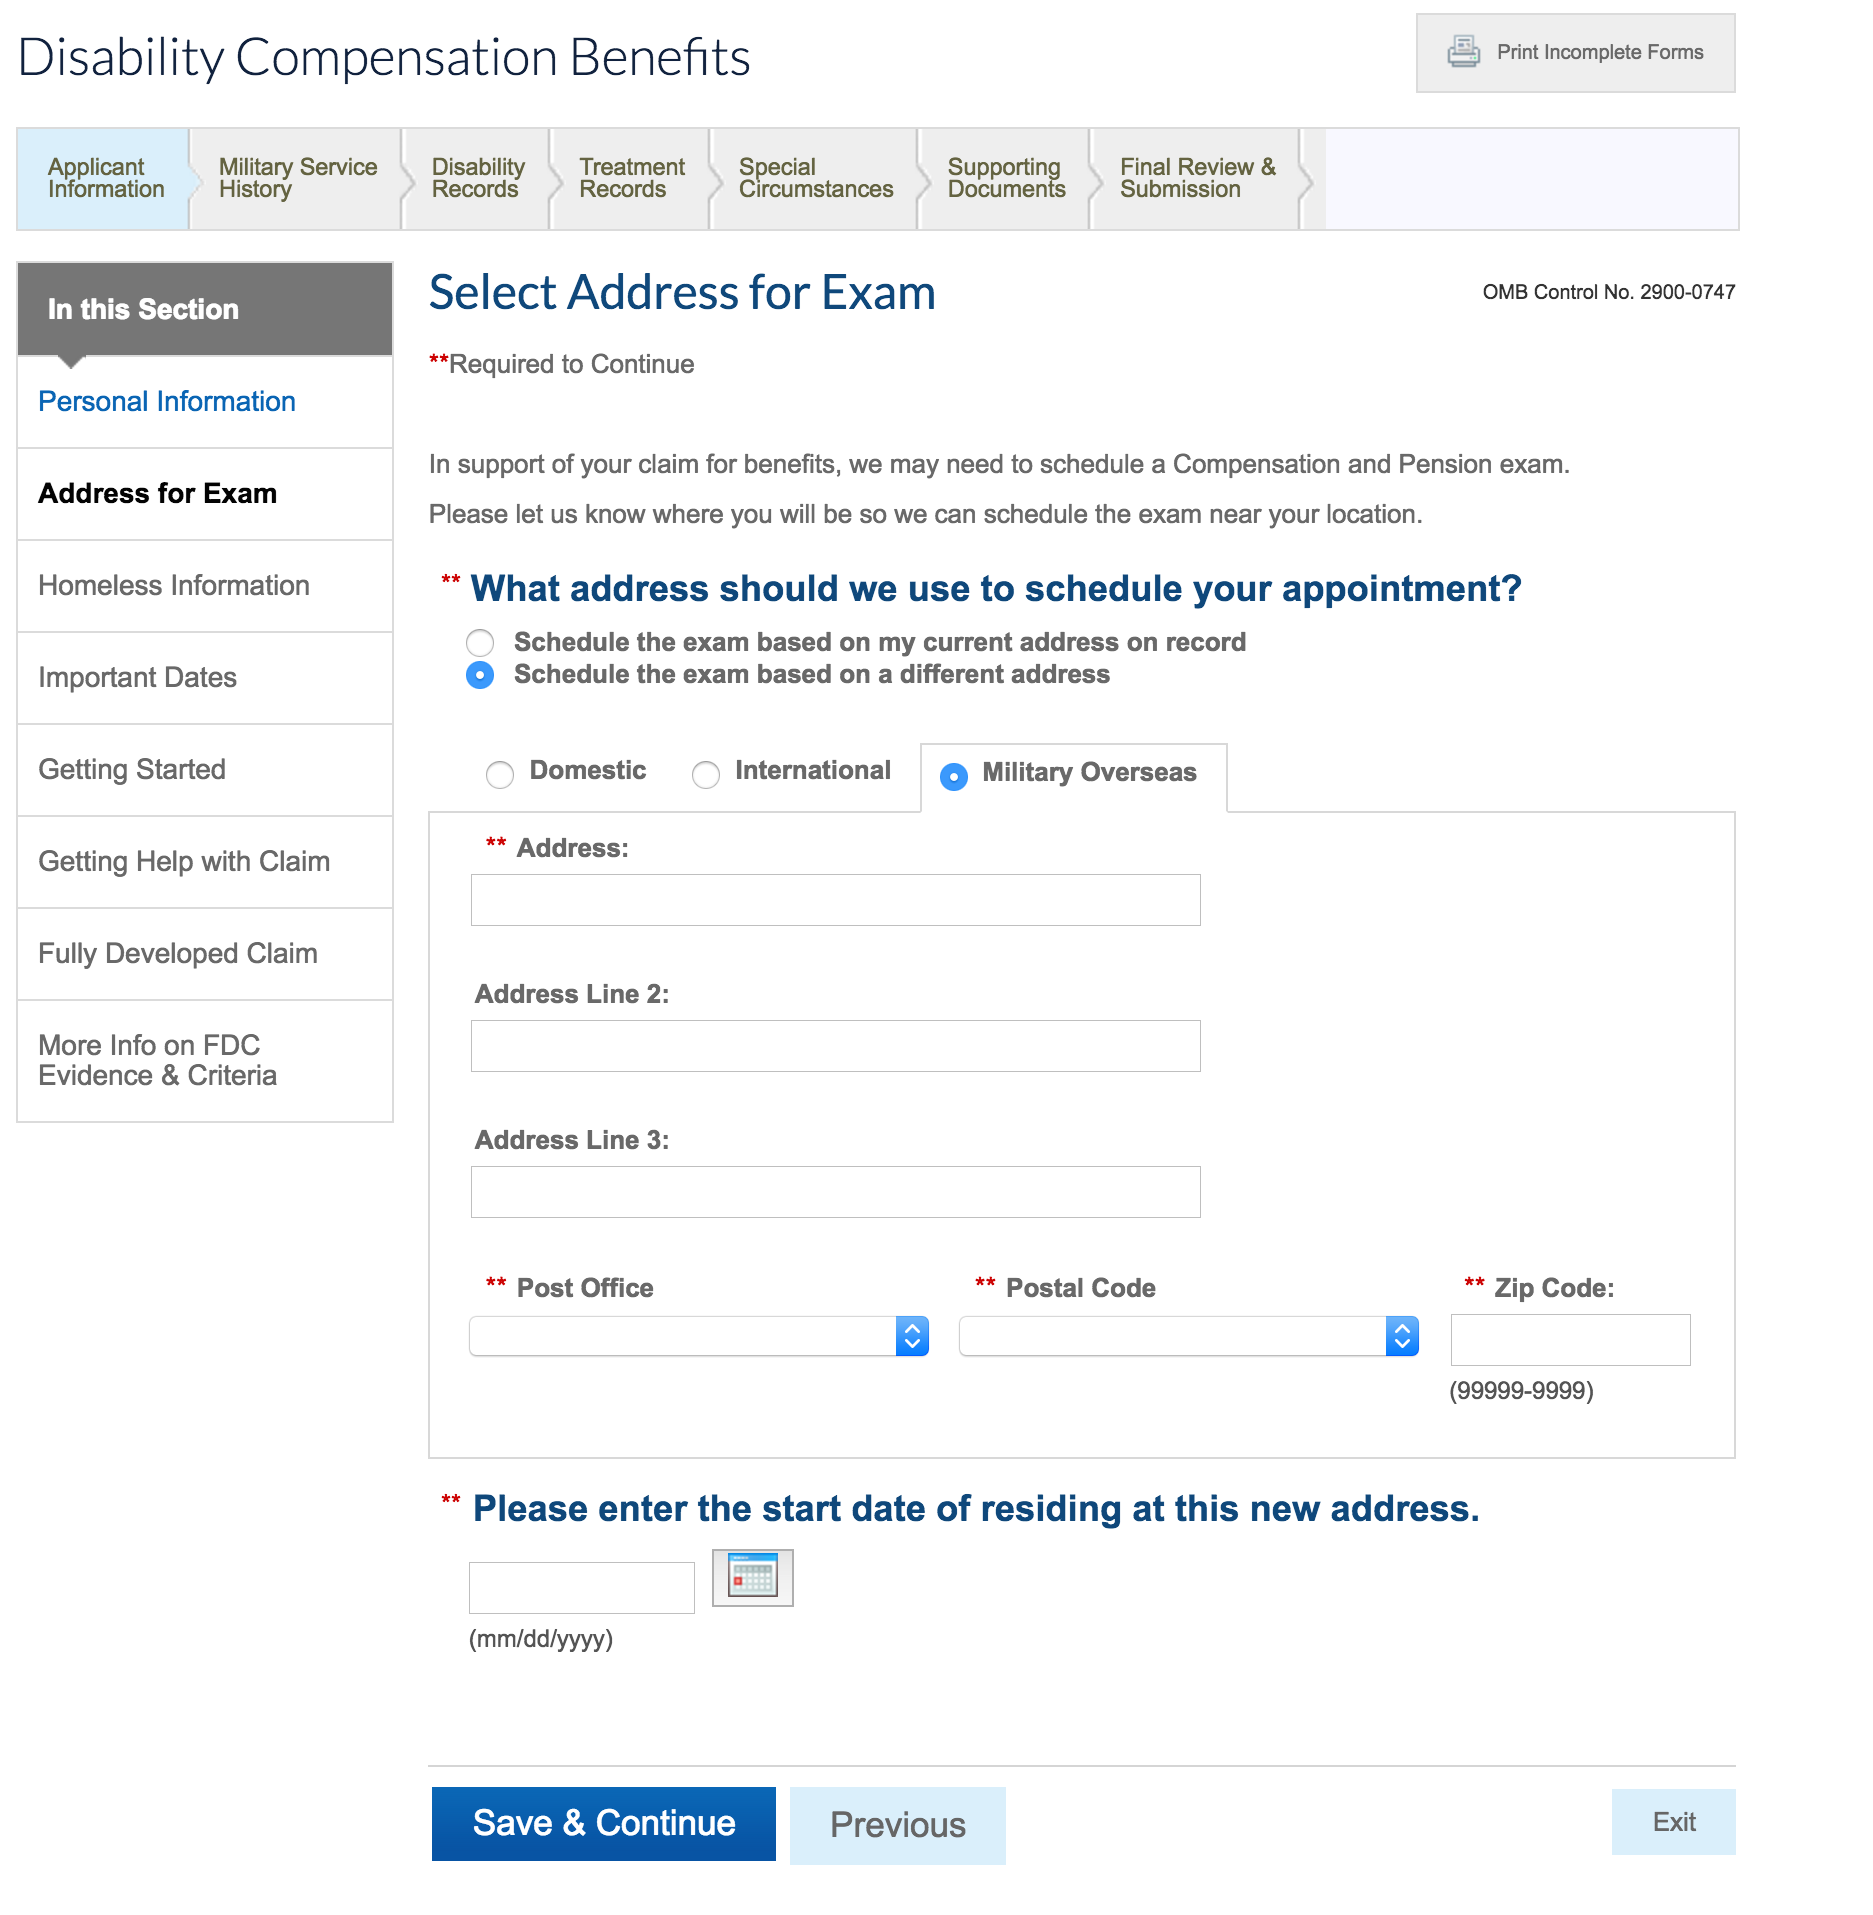 Disability Compensation Benefits
Print Incomplete Forms
Applicant
Information
Military Service
History
Disability
Records
Treatment
Records
Special
Circumstances
Supporting
Documents
Final Review &
Submission
In this Section
Personal Information
Address for Exam
Homeless Information
Important Dates
Getting Started
Getting Help with Claim
Fully Developed Claim
More Info on FDC
Evidence & Criteria
Select Address for Exam
OMB Control No. 2900-0747
**Required to Continue
In support of your claim for benefits, we may need to schedule a Compensation and Pension exam.
Please let us know where you will be so we can schedule the exam near your location.
** What address should we use to schedule your appointment?
Schedule the exam based on my current address on record
Schedule the exam based on a different address
Domestic
International
Military Overseas
** Address:
Address Line 2:
Address Line 3:
** Post Office
** Postal Code
** Zip Code:
(99999-9999)
** Please enter the start date of residing at this new address.
(mm/dd/yyyy)
Save & Continue
Previous
Exit